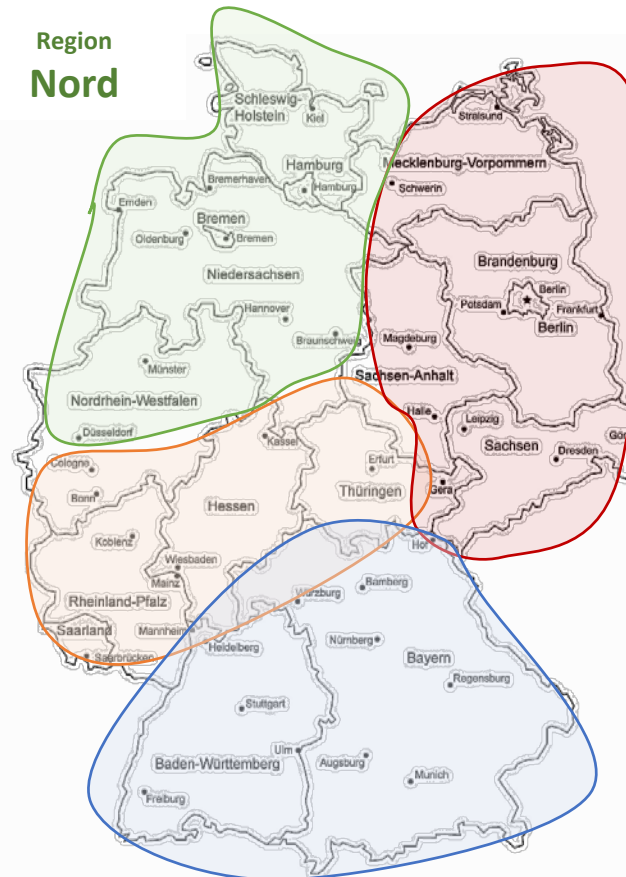 Region
Nord
Schleswig-
Holstein
Kiel
Stralsund
Hamburg
Hamburg
Mecklenburg-Vorpommern
Schwerin
Bremerhaven
Emden
Bremen
Oldenburg
Bremen
Niedersachsen
Brandenburg
Berlin
Potsdam
Frankfurt
Berlin
Hannover
Braunschweig
Magdeburg
Münster
Sachsen-Anhalt
Nordrhein-Westfalen
Halle
Leipzig
Düsseldorf
Kassel
Sachsen
Dresden
Cologne
Erfurt
Bonn
Hessen
Thüringen
Gera
Koblenz
Hof
Wiesbaden
Mainz
Bamberg
Würzburg
Rheinland-Pfalz
Saarland
Mannheim
Heidelberg
Nürnberg
Bayern
Saarbrücken
Regensburg
Stuttgart
Ulm
Augsburg
Baden-Württemberg
Munich
Freiburg